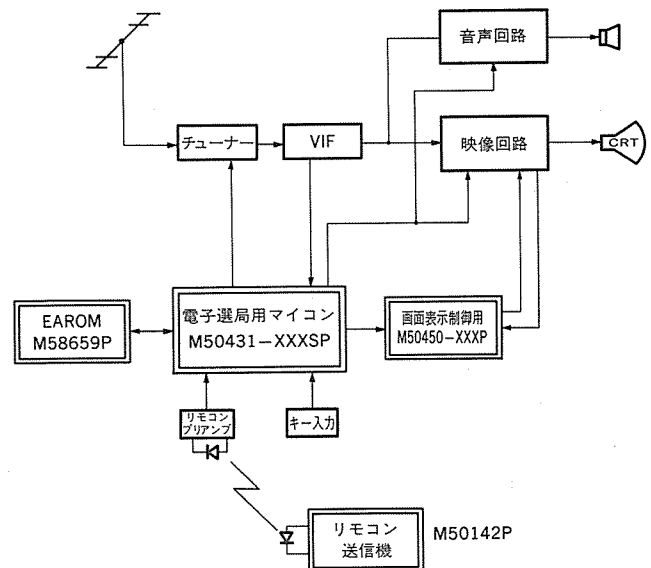 音声回路
チューナー
VIF
映像回路
CRT
EAROM
M58659P
電子選局用マイコン
M50431-XXXSP
画面表示制御用
M50450-XXXP
リモコン
プリアンプ
キー入力
リモコン
送信機
M50142P